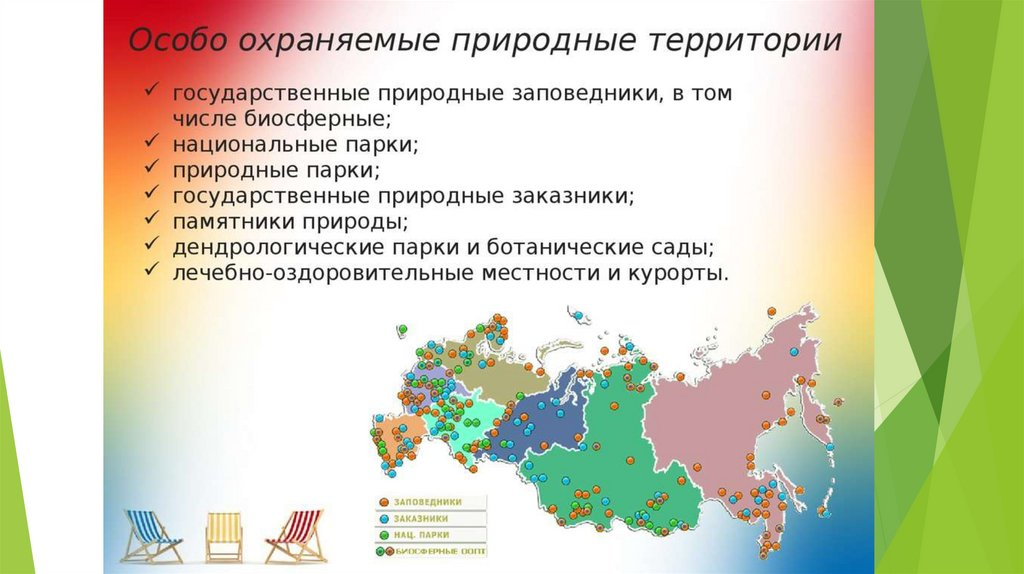 Особо охраняемые природные территории
✓ государственные природные заповедники, в том
числе биосферные;
✓ национальные парки;
✓ природные парки;
✓ государственные природные заказники;
✓ памятники природы;
✓ дендрологические парки и ботанические сады;
✓ лечебно-оздоровительные местности и курорты.
ЗАПОВЕДНИКИ
ЗАКАЗНИКИ
НАЦ. ПАРКИ
БИОСФЕРНЫЕ ООПТ